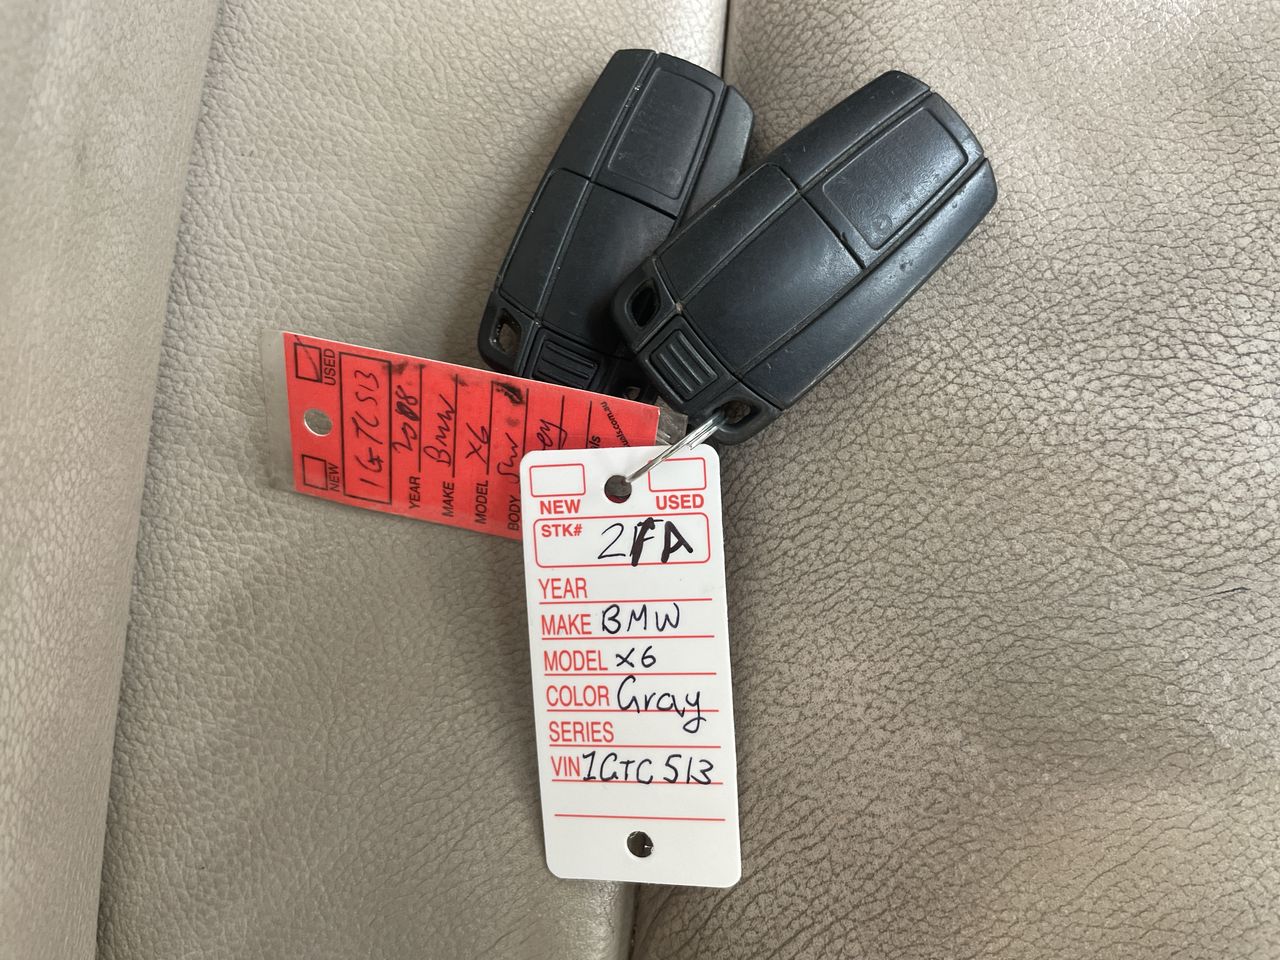 NEW USED
STK# 2FA
YEAR
MAKE BMW
MODEL X6
COLOR Gray
SERIES
VIN 1GTC513
NEW USED
1GTC513
YEAR 2008
MAKE BMW
MODEL X6
BODY